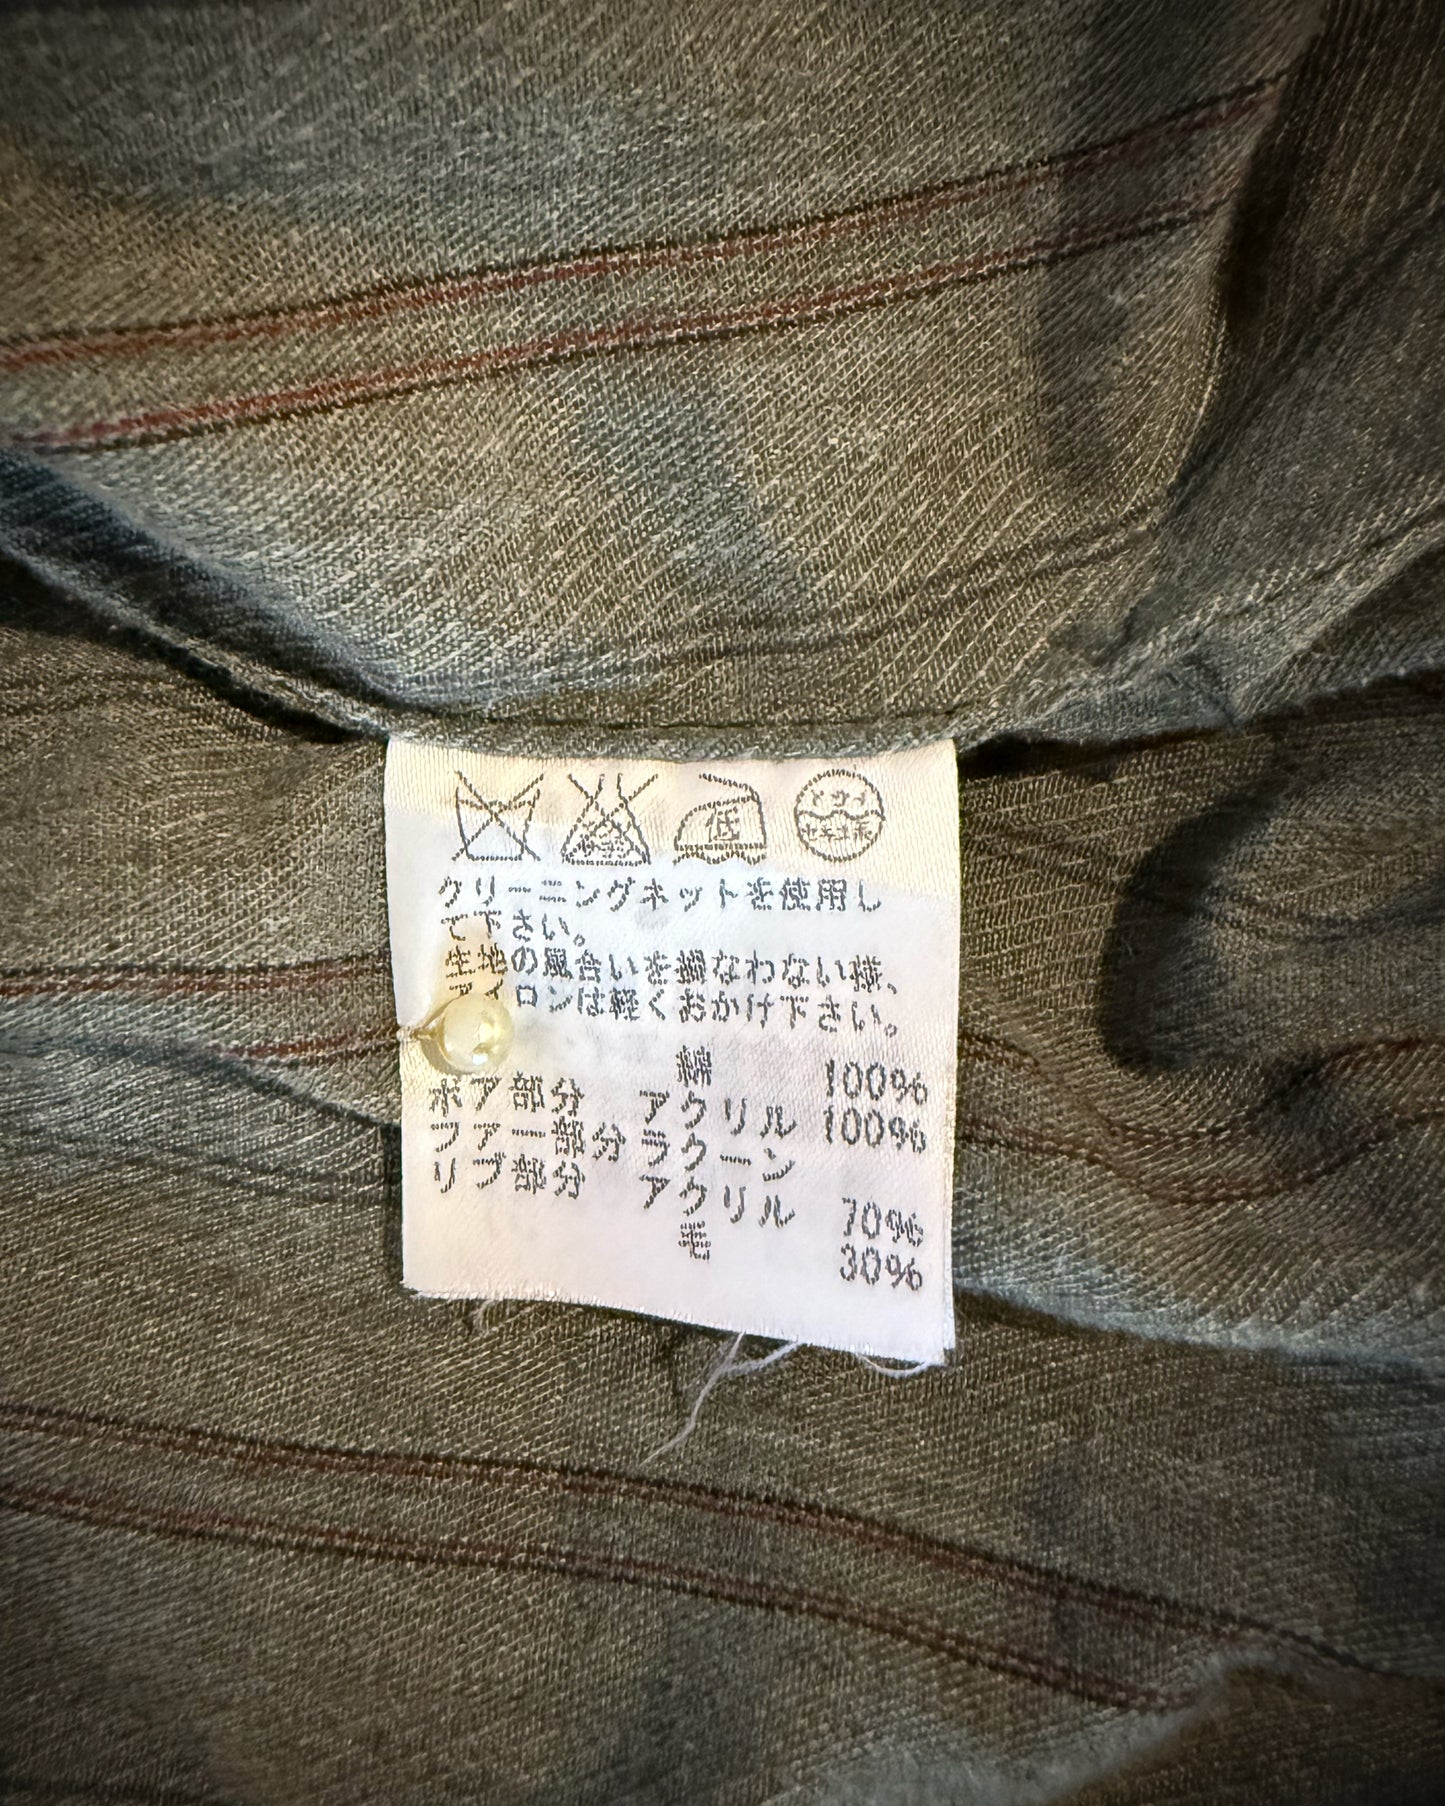 低
ドライ
セキユ系
クリーニングネットを使用し
て下さい。
生地の風合いを損なわない様、
ロンは軽くおかけ下さい。
綿 100%
ボア部分 アクリル 100%
ファー部分 ラクーン
リブ部分 アクリル 70%
毛 30%